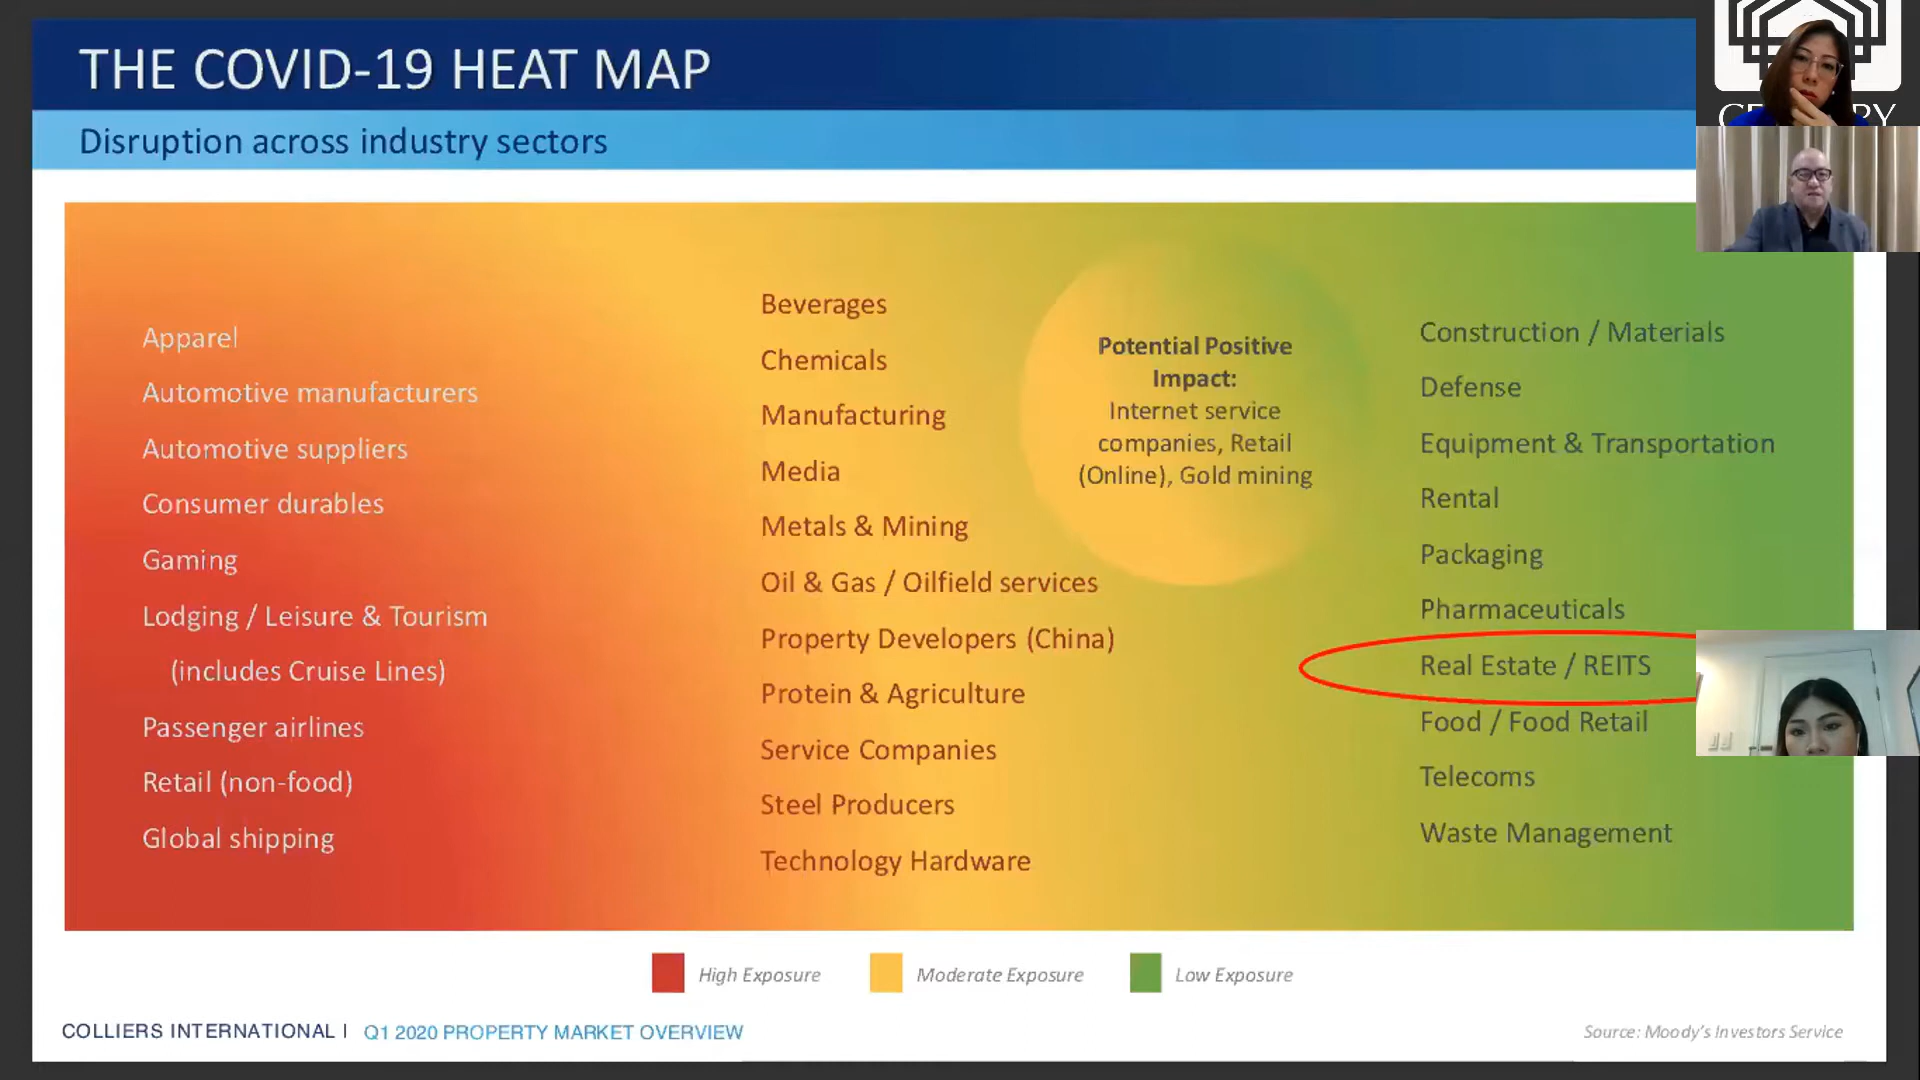 THE COVID-19 HEAT MAP
Disruption across industry sectors
Apparel
Automotive manufacturers
Automotive suppliers
Consumer durables
Gaming
Lodging / Leisure & Tourism
(includes Cruise Lines)
Passenger airlines
Retail (non-food)
Global shipping
Beverages
Chemicals
Manufacturing
Media
Metals & Mining
Oil & Gas / Oilfield services
Property Developers (China)
Protein & Agriculture
Service Companies
Steel Producers
Technology Hardware
Potential Positive
Impact:
Internet service
companies, Retail
(Online), Gold mining
Construction / Materials
Defense
Equipment & Transportation
Rental
Packaging
Pharmaceuticals
Real Estate / REITS
Food / Food Retail
Telecoms
Waste Management
High Exposure
Moderate Exposure
Low Exposure
COLLIERS INTERNATIONAL | Q1 2020 PROPERTY MARKET OVERVIEW
Source: Moody's Investors Service